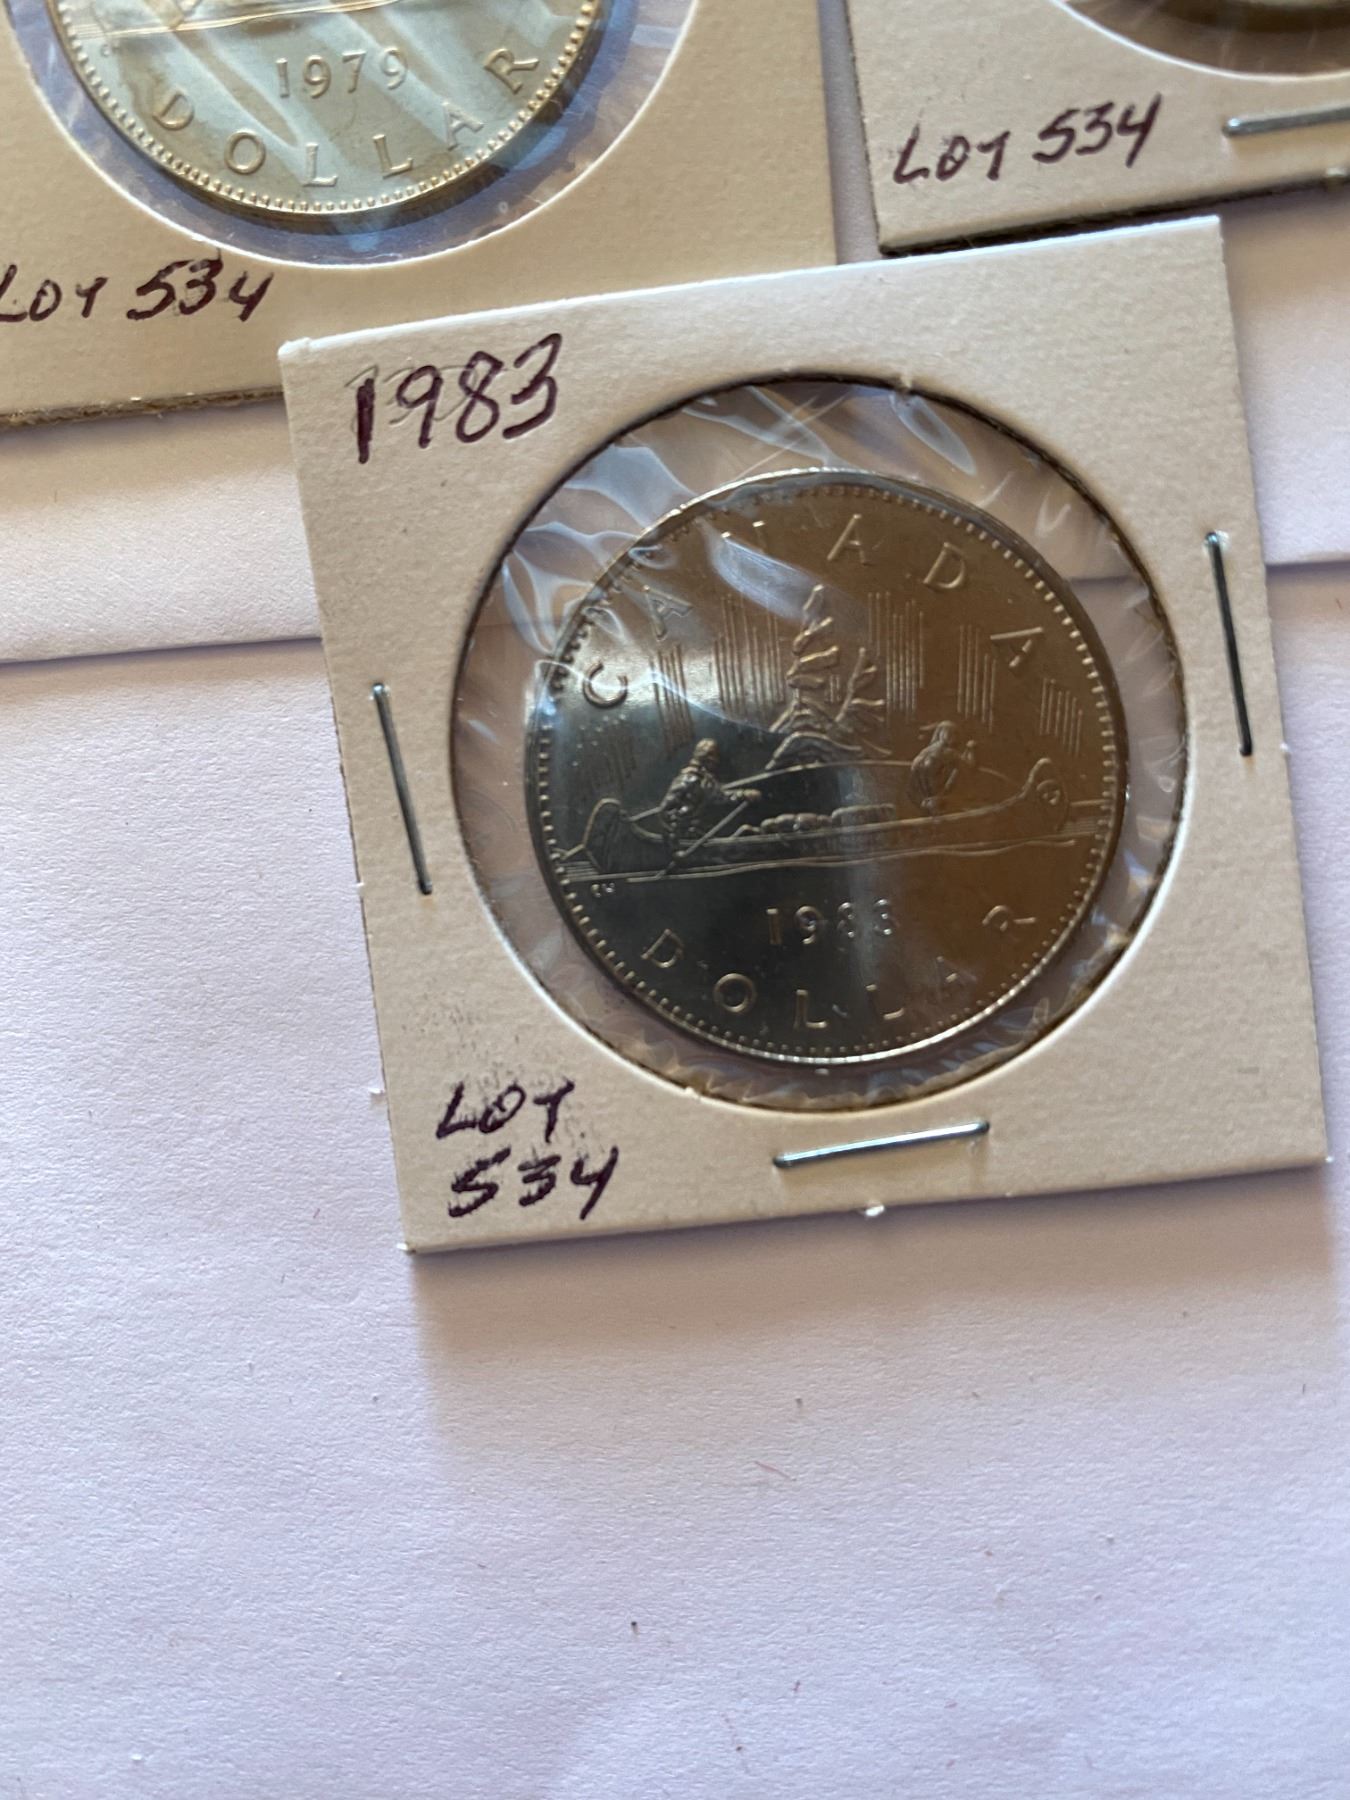 1979
DOLLAR
LOT 534
LOT 534
1983
CANADA
1983
DOLLAR
LOT
534